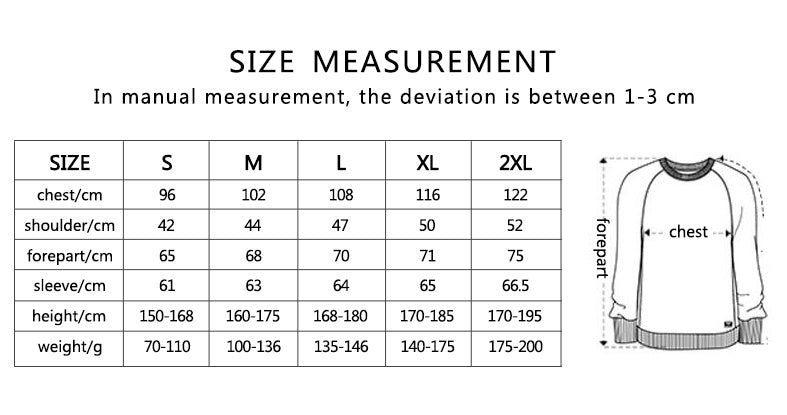 SIZE MEASUREMENT
In manual measurement, the deviation is between 1-3 cm
SIZE S M L XL 2XL
chest/cm 96 102 108 116 122
shoulder/cm 42 44 47 50 52
forepart/cm 65 68 70 71 75
sleeve/cm 61 63 64 65 66.5
height/cm 150-168 160-175 168-180 170-185 170-195
weight/g 70-110 100-136 135-146 140-175 175-200
forepart
chest